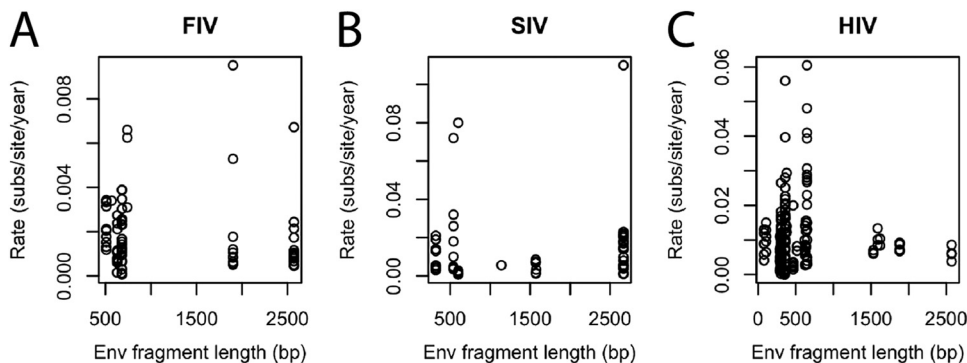 A
FIV
Rate (subs/site/year)
0.008
0.004
0.000
500
1500
2500
Env fragment length (bp)
B
SIV
Rate (subs/site/year)
0.08
0.04
0.00
500
1500
2500
Env fragment length (bp)
C
HIV
Rate (subs/site/year)
0.06
0.04
0.02
0.00
0
500
1500
2500
Env fragment length (bp)